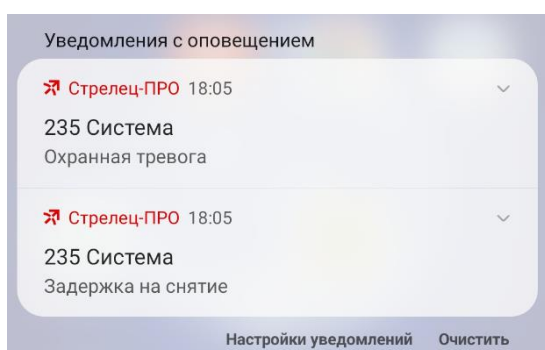 Уведомления с оповещением
Стрелец-ПРО 18:05
235 Система
Охранная тревога
Стрелец-ПРО 18:05
235 Система
Задержка на снятие
Настройки уведомлений Очистить